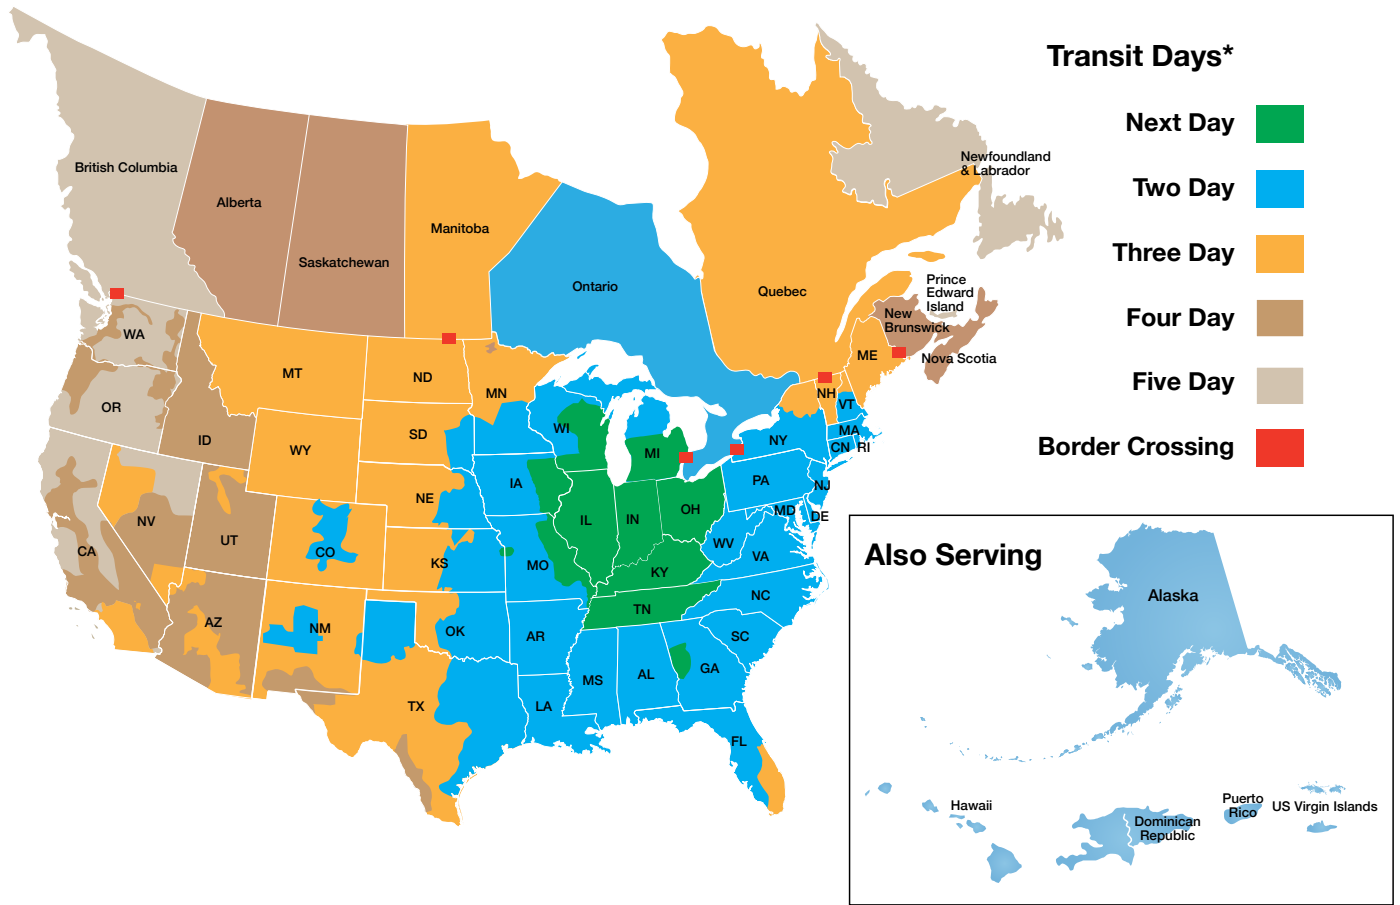 Transit Days*
Next Day
Two Day
Three Day
Four Day
Five Day
Border Crossing
British Columbia
Alberta
Saskatchewan
Manitoba
Ontario
Quebec
Newfoundland
& Labrador
Prince
Edward
Island
New
Brunswick
Nova Scotia
WA
OR
ID
MT
ND
MN
SD
WY
NE
IA
WI
MI
ME
NH
VT
MA
CN
RI
NY
PA
NJ
MD
DE
OH
IN
IL
WV
VA
KY
NC
TN
SC
GA
AL
MS
LA
AR
MO
KS
OK
TX
NM
CO
UT
NV
CA
AZ
FL
Also Serving
Alaska
Hawaii
Dominican
Republic
Puerto
Rico
US Virgin Islands